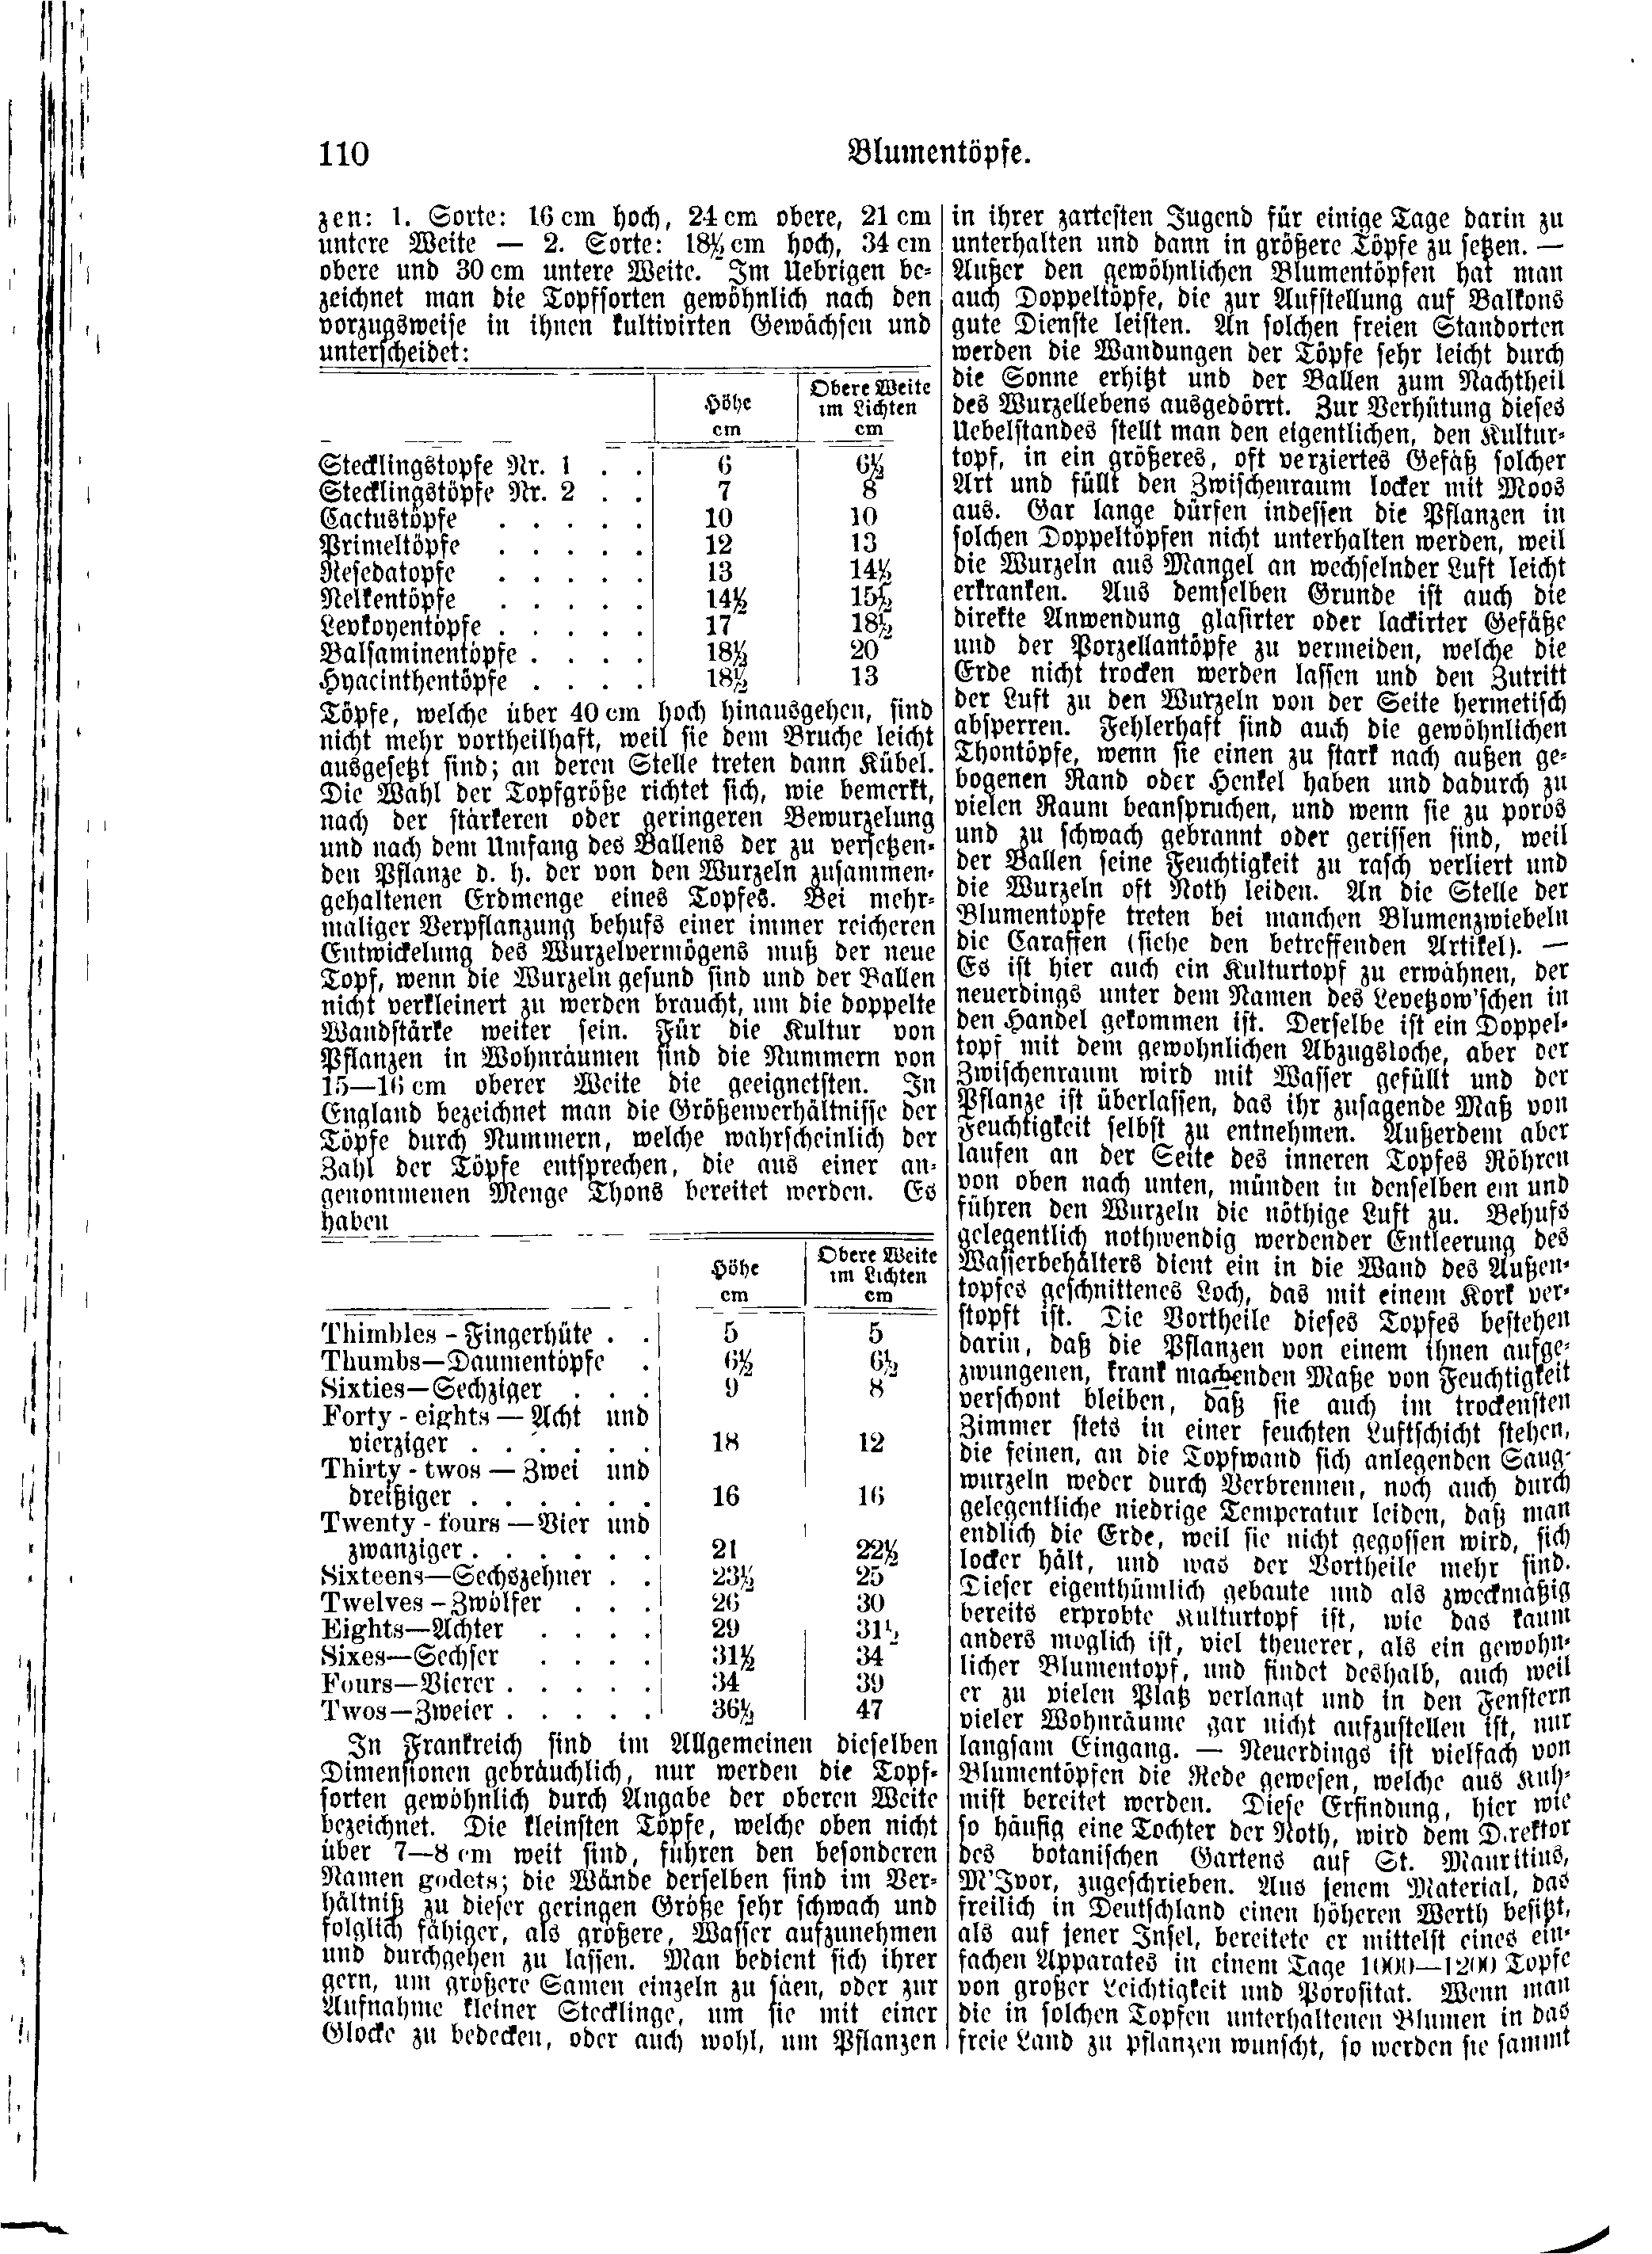 110
Blumentöpfe.
zen: 1. Sorte: 16 cm hoch, 24 cm obere, 21 cm
untere Weite — 2. Sorte: 18½ cm hoch, 34 cm
obere und 30 cm untere Weite. Im Uebrigen be-
zeichnet man die Topfsorten gewöhnlich nach den
vorzugsweise in ihnen kultivirten Gewächsen und
unterscheidet:
Höhe cm Obere Weite im Lichten cm
Stecklingstöpfe Nr. 1 . . 6 6½
Stecklingstöpfe Nr. 2 . . 7 8
Cactustöpfe . . . . . 10 10
Primeltöpfe . . . . . 12 13
Resedatöpfe . . . . . 13 14½
Nelkentöpfe . . . . . 14½ 15½
Levkoyentöpfe . . . . . 17 18½
Balsaminentöpfe . . . . 18½ 20
Hyacinthentöpfe . . . . 18½ 13
Töpfe, welche über 40 cm hoch hinausgehen, sind
nicht mehr vortheilhaft, weil sie dem Bruche leicht
ausgesetzt sind; an deren Stelle treten dann Kübel.
Die Wahl der Topfgröße richtet sich, wie bemerkt,
nach der stärkeren oder geringeren Bewurzelung
und nach dem Umfang des Ballens der zu versetzen-
den Pflanze d. h. der von den Wurzeln zusammen-
gehaltenen Erdmenge eines Topfes. Bei mehr-
maliger Verpflanzung behufs einer immer reicheren
Entwickelung des Wurzelvermögens muß der neue
Topf, wenn die Wurzeln gesund sind und der Ballen
nicht verkleinert zu werden braucht, um die doppelte
Wandstärke weiter sein. Für die Kultur von
Pflanzen in Wohnräumen sind die Nummern von
15—16 cm oberer Weite die geeignetsten. In
England bezeichnet man die Größenverhältnisse der
Töpfe durch Nummern, welche wahrscheinlich der
Zahl der Töpfe entsprechen, die aus einer an-
genommenen Menge Thons bereitet werden. Es
haben
Höhe cm Obere Weite im Lichten cm
Thimbles - Fingerhüte . . 5 5
Thumbs—Daumentöpfe . 6½ 6½
Sixties—Sechziger . . . 9 8
Forty - eights — Acht und
vierziger . . . . . . 18 12
Thirty - twos — Zwei und
dreißiger . . . . . . 16 16
Twenty - fours — Vier und
zwanziger . . . . . . 21 22½
Sixteens—Sechszehner . . 23½ 25
Twelves – Zwölfer . . . 26 30
Eights—Achter . . . . 29 31½
Sixes—Sechser . . . . 31½ 34
Fours—Vierer . . . . . 34 39
Twos—Zweier . . . . . 36½ 47
In Frankreich sind im Allgemeinen dieselben
Dimensionen gebräuchlich, nur werden die Topf-
sorten gewöhnlich durch Angabe der oberen Weite
bezeichnet. Die kleinsten Töpfe, welche oben nicht
über 7—8 cm weit sind, führen den besonderen
Namen godets; die Wände derselben sind im Ver-
hältniß zu dieser geringen Größe sehr schwach und
folglich fähiger, als größere, Wasser aufzunehmen
und durchgehen zu lassen. Man bedient sich ihrer
gern, um größere Samen einzeln zu säen, oder zur
Aufnahme kleiner Stecklinge, um sie mit einer
Glocke zu bedecken, oder auch wohl, um Pflanzen
in ihrer zartesten Jugend für einige Tage darin zu
unterhalten und dann in größere Töpfe zu setzen. —
Außer den gewöhnlichen Blumentöpfen hat man
auch Doppeltöpfe, die zur Aufstellung auf Balkons
gute Dienste leisten. An solchen freien Standorten
werden die Wandungen der Töpfe sehr leicht durch
die Sonne erhitzt und der Ballen zum Nachtheil
des Wurzellebens ausgedörrt. Zur Verhütung dieses
Uebelstandes stellt man den eigentlichen, den Kultur-
topf, in ein größeres, oft verziertes Gefäß solcher
Art und füllt den Zwischenraum locker mit Moos
aus. Gar lange dürfen indessen die Pflanzen in
solchen Doppeltöpfen nicht unterhalten werden, weil
die Wurzeln aus Mangel an wechselnder Luft leicht
erkranken. Aus demselben Grunde ist auch die
direkte Anwendung glasirter oder lackirter Gefäße
und der Porzellantöpfe zu vermeiden, welche die
Erde nicht trocken werden lassen und den Zutritt
der Luft zu den Wurzeln von der Seite hermetisch
absperren. Fehlerhaft sind auch die gewöhnlichen
Thontöpfe, wenn sie einen zu stark nach außen ge-
bogenen Rand oder Henkel haben und dadurch zu
vielen Raum beanspruchen, und wenn sie zu porös
und zu schwach gebrannt oder gerissen sind, weil
der Ballen seine Feuchtigkeit zu rasch verliert und
die Wurzeln oft Noth leiden. An die Stelle der
Blumentöpfe treten bei manchen Blumenzwiebeln
die Caraffen (siehe den betreffenden Artikel). —
Es ist hier auch ein Kulturtopf zu erwähnen, der
neuerdings unter dem Namen des Levetzow'schen in
den Handel gekommen ist. Derselbe ist ein Doppel-
topf mit dem gewöhnlichen Abzugsloche, aber der
Zwischenraum wird mit Wasser gefüllt und der
Pflanze ist überlassen, das ihr zusagende Maß von
Feuchtigkeit selbst zu entnehmen. Außerdem aber
laufen an der Seite des inneren Topfes Röhren
von oben nach unten, münden in denselben ein und
führen den Wurzeln die nöthige Luft zu. Behufs
gelegentlich nothwendig werdender Entleerung des
Wasserbehälters dient ein in die Wand des Außen-
topfes geschnittenes Loch, das mit einem Kork ver-
stopft ist. Die Vortheile dieses Topfes bestehen
darin, daß die Pflanzen von einem ihnen aufge-
zwungenen, krank machenden Maße von Feuchtigkeit
verschont bleiben, daß sie auch im trockensten
Zimmer stets in einer feuchten Luftschicht stehen,
die feinen, an die Topfwand sich anlegenden Saug-
wurzeln weder durch Verbrennen, noch auch durch
gelegentliche niedrige Temperatur leiden, daß man
endlich die Erde, weil sie nicht gegossen wird, sich
locker hält, und was der Vortheile mehr sind.
Dieser eigenthümlich gebaute und als zweckmäßig
bereits erprobte Kulturtopf ist, wie das kaum
anders möglich ist, viel theuerer, als ein gewöhn-
licher Blumentopf, und findet deshalb, auch weil
er zu vielen Platz verlangt und in den Fenstern
vieler Wohnräume gar nicht aufzustellen ist, nur
langsam Eingang. — Neuerdings ist vielfach von
Blumentöpfen die Rede gewesen, welche aus Kuh-
mist bereitet werden. Diese Erfindung, hier wie
so häufig eine Tochter der Noth, wird dem Direktor
des botanischen Gartens auf St. Mauritius,
M'Ivor, zugeschrieben. Aus jenem Material, das
freilich in Deutschland einen höheren Werth besitzt,
als auf jener Insel, bereitete er mittelst eines ein-
fachen Apparates in einem Tage 1000—1200 Töpfe
von großer Leichtigkeit und Porosität. Wenn man
die in solchen Töpfen unterhaltenen Blumen in das
freie Land zu pflanzen wünscht, so werden sie sammt